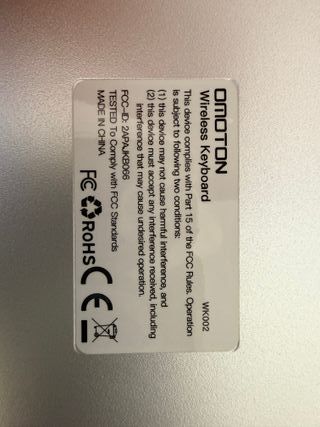 OMOTON
Wireless Keyboard WK002
This device complies with Part 15 of the FCC Rules. Operation
is subject to following two conditions:
(1) this device may not cause harmful interference, and
(2) this device must accept any interference received, including
interference that may cause undesired operation.
FCC-ID: 2APAJKB066
TESTED To Comply with FCC Standards
MADE IN CHINA
FC RoHS CE